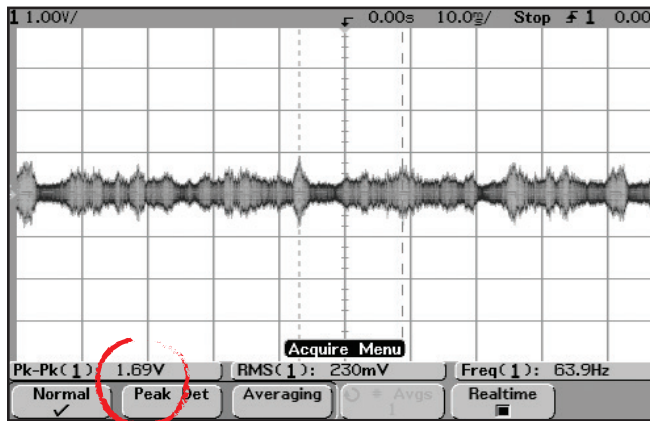 1 1.00V/ 0.00s 10.0㎳/ Stop 1 0.00
Acquire Menu
Pk-Pk(1): 1.69V RMS(1): 230mV Freq(1): 63.9Hz
Normal Peak Det Averaging # Avgs Realtime
1